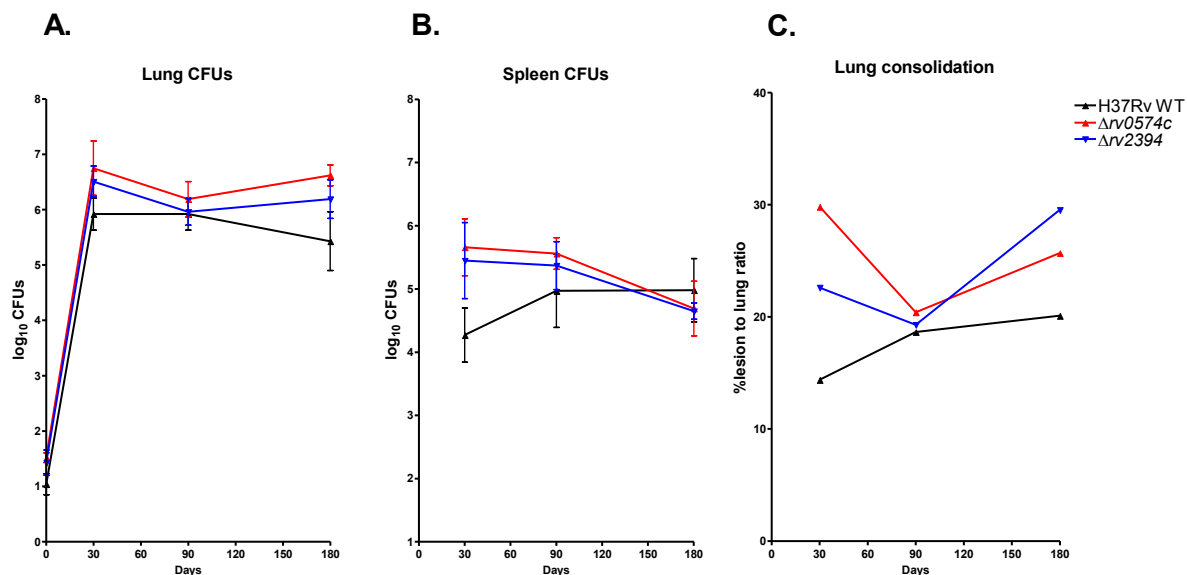 A.
Lung CFUs
log10 CFUs
8
7
6
5
4
3
2
1
0
0 30 60 90 120 150 180
Days
B.
Spleen CFUs
log10 CFUs
8
7
6
5
4
3
2
1
0 30 60 90 120 150 180
Days
C.
Lung consolidation
%lesion to lung ratio
40
30
20
10
0
0 30 60 90 120 150 180
Days
H37Rv WT
Δrv0574c
Δrv2394